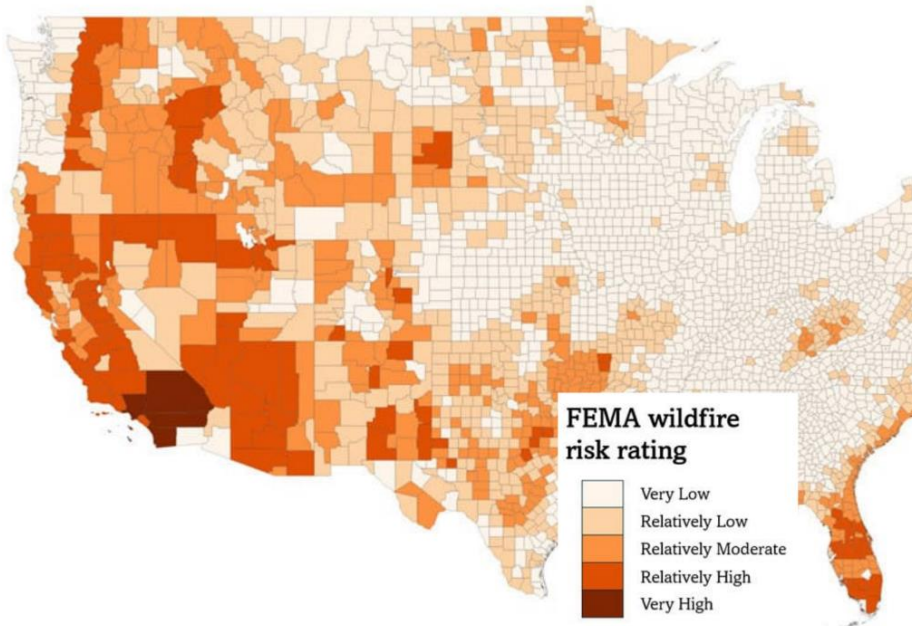 FEMA wildfire
risk rating
Very Low
Relatively Low
Relatively Moderate
Relatively High
Very High